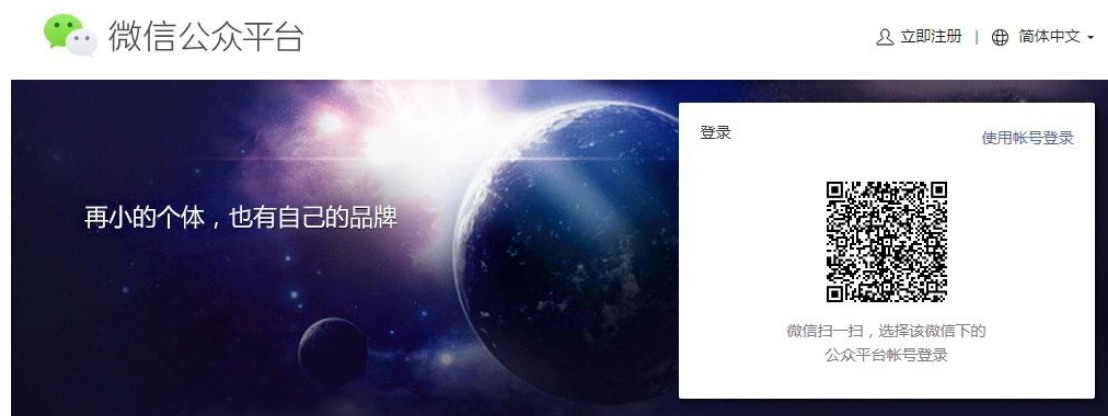 微信公众平台
立即注册 | 简体中文
登录
使用帐号登录
再小的个体，也有自己的品牌
微信扫一扫，选择该微信下的
公众平台帐号登录